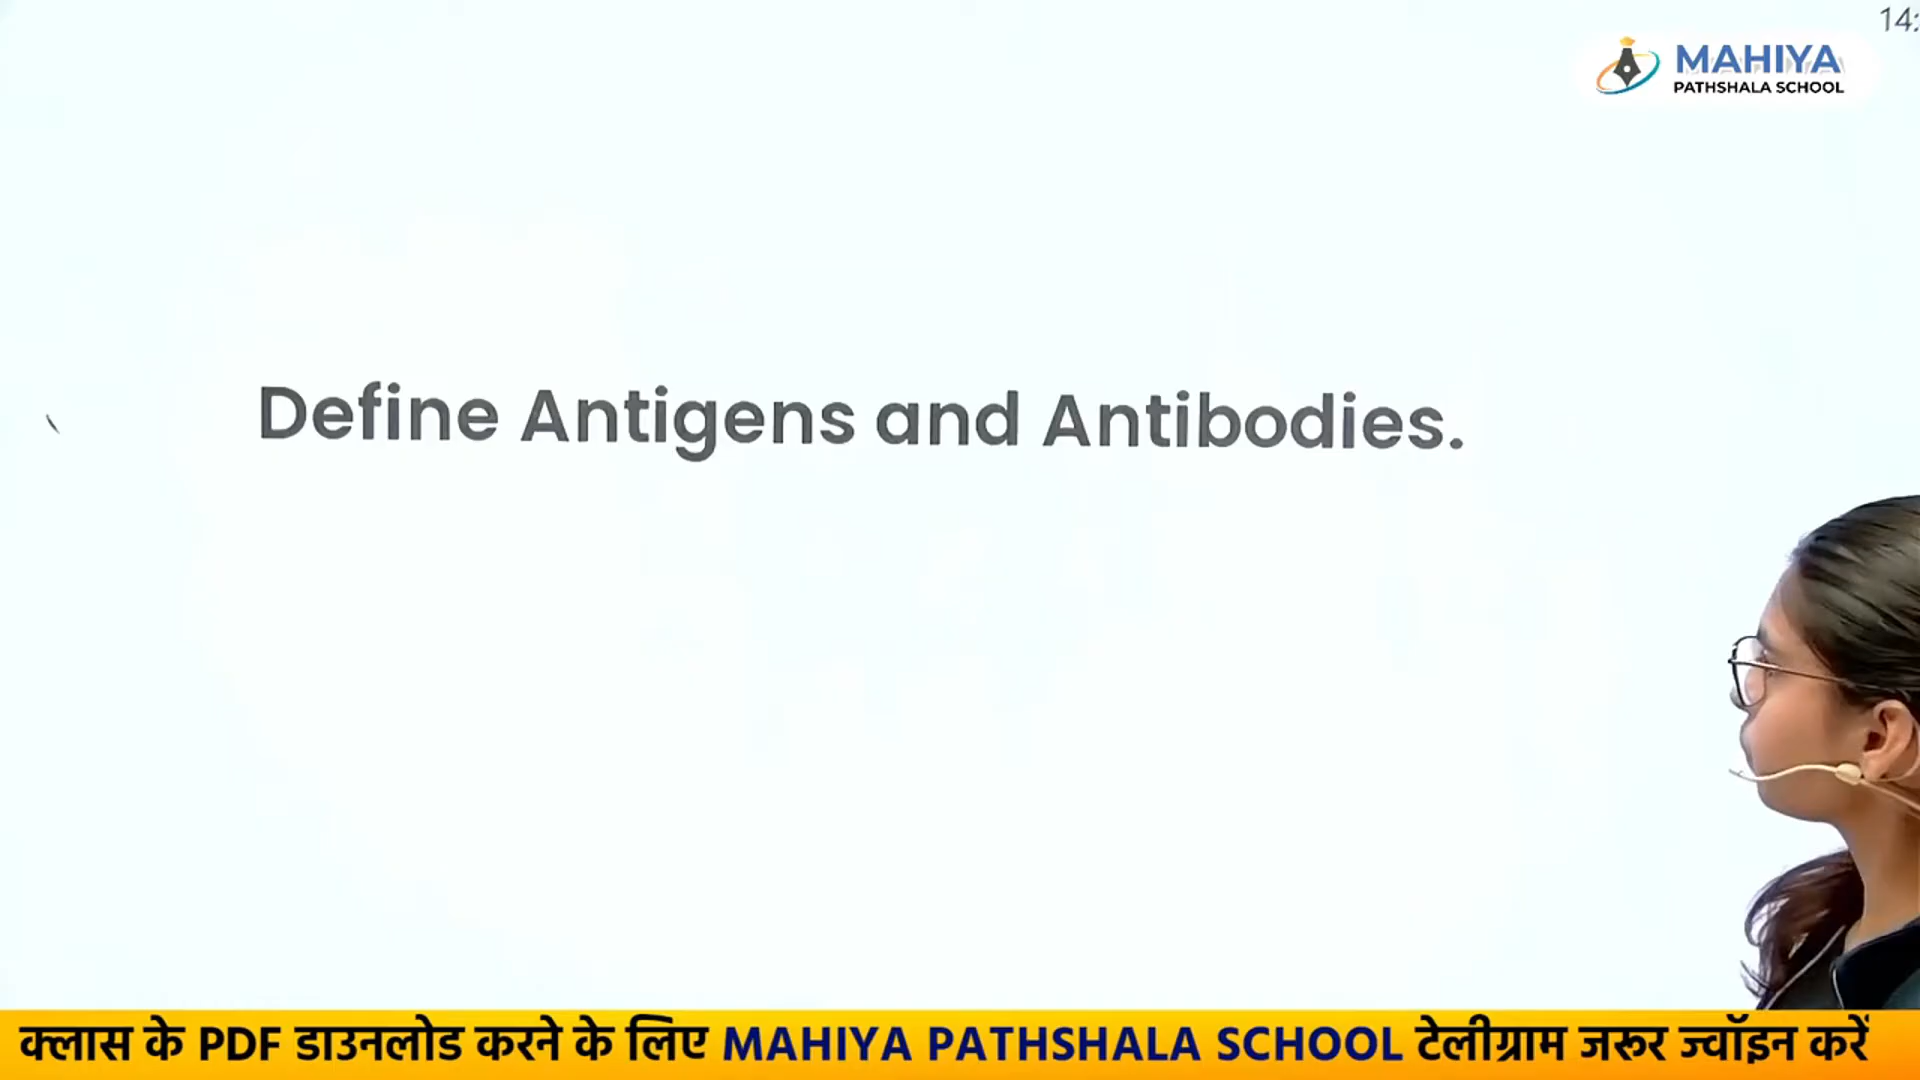 14:
MAHIYA
PATHSHALA SCHOOL
Define Antigens and Antibodies.
क्लास के PDF डाउनलोड करने के लिए MAHIYA PATHSHALA SCHOOL टेलीग्राम जरूर ज्वॉइन करें